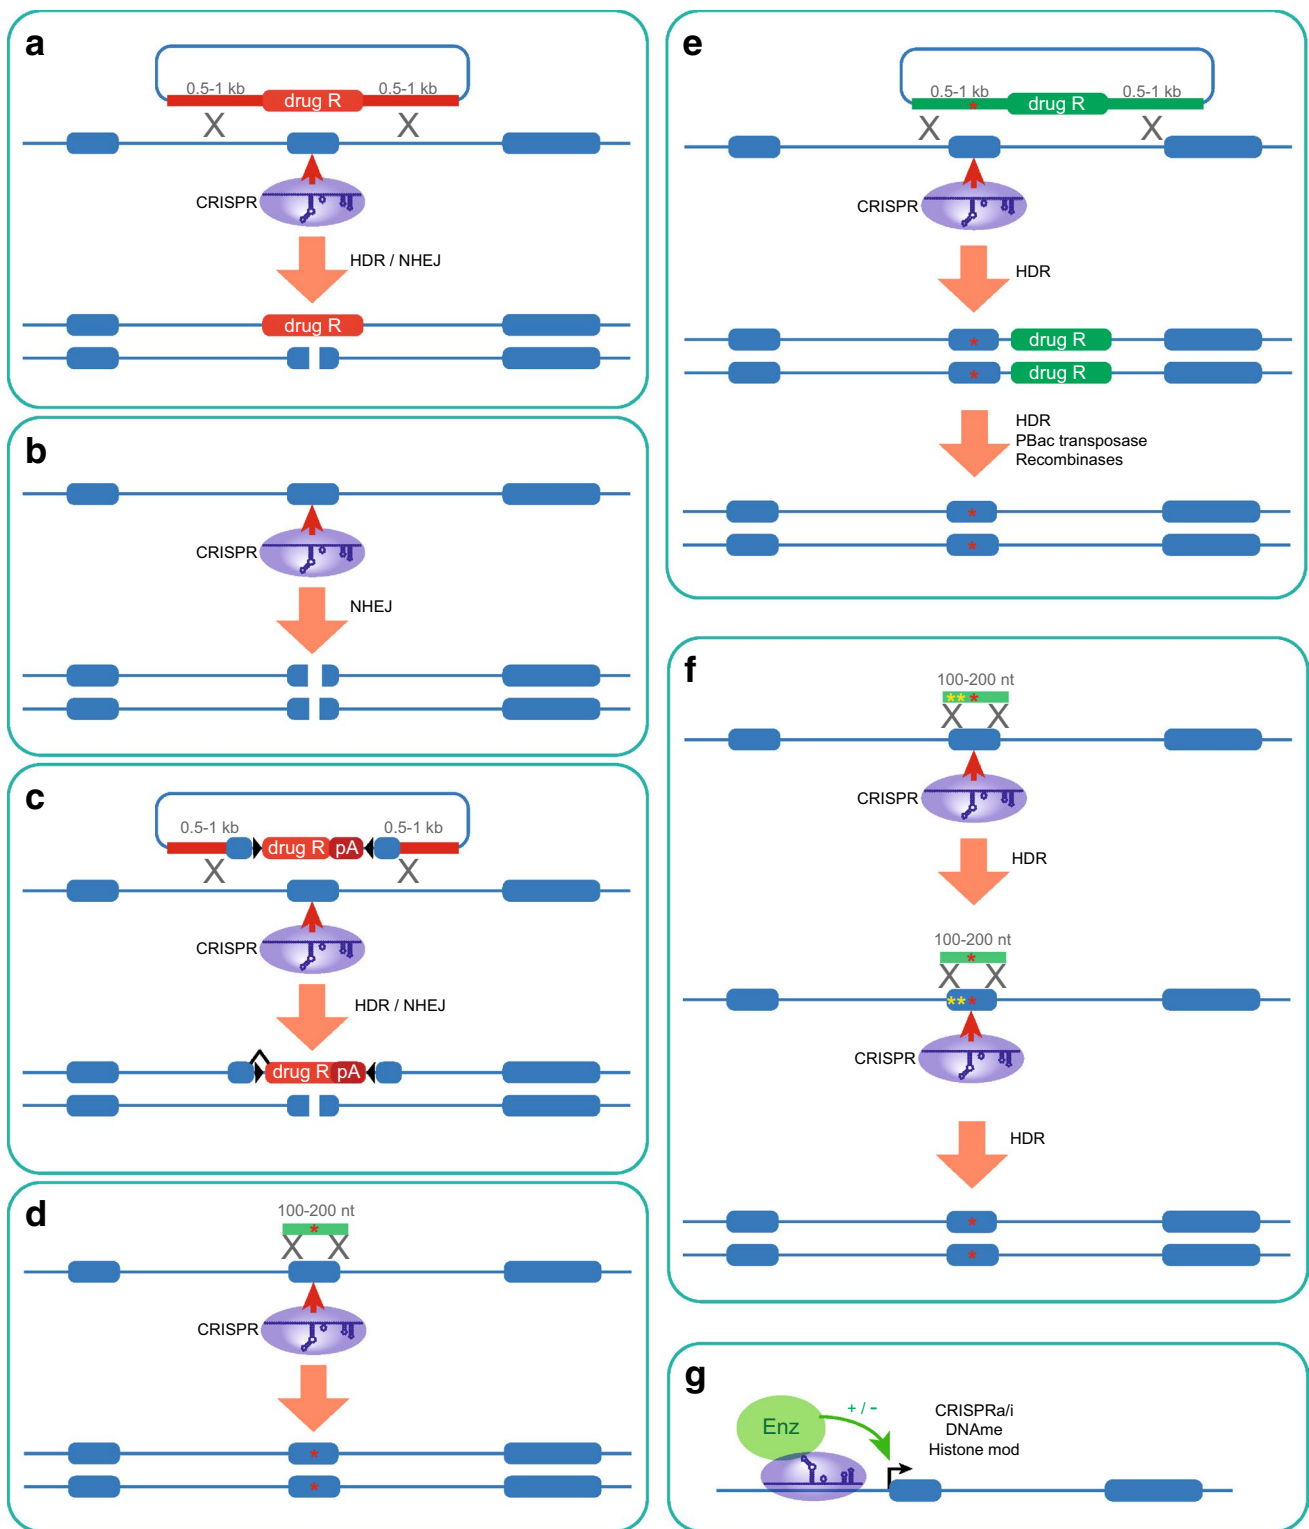 a
0.5-1 kb
0.5-1 kb
drug R
CRISPR
HDR / NHEJ
drug R
b
CRISPR
NHEJ
c
0.5-1 kb
0.5-1 kb
drug R
pA
CRISPR
HDR / NHEJ
drug R
pA
d
100-200 nt
*
CRISPR
*
*
e
0.5-1 kb
0.5-1 kb
*
drug R
CRISPR
HDR
*
drug R
*
drug R
HDR
PBac transposase
Recombinases
*
*
f
100-200 nt
***
CRISPR
HDR
100-200 nt
*
***
CRISPR
HDR
*
*
g
Enz
+ / -
CRISPRa/i
DNAme
Histone mod